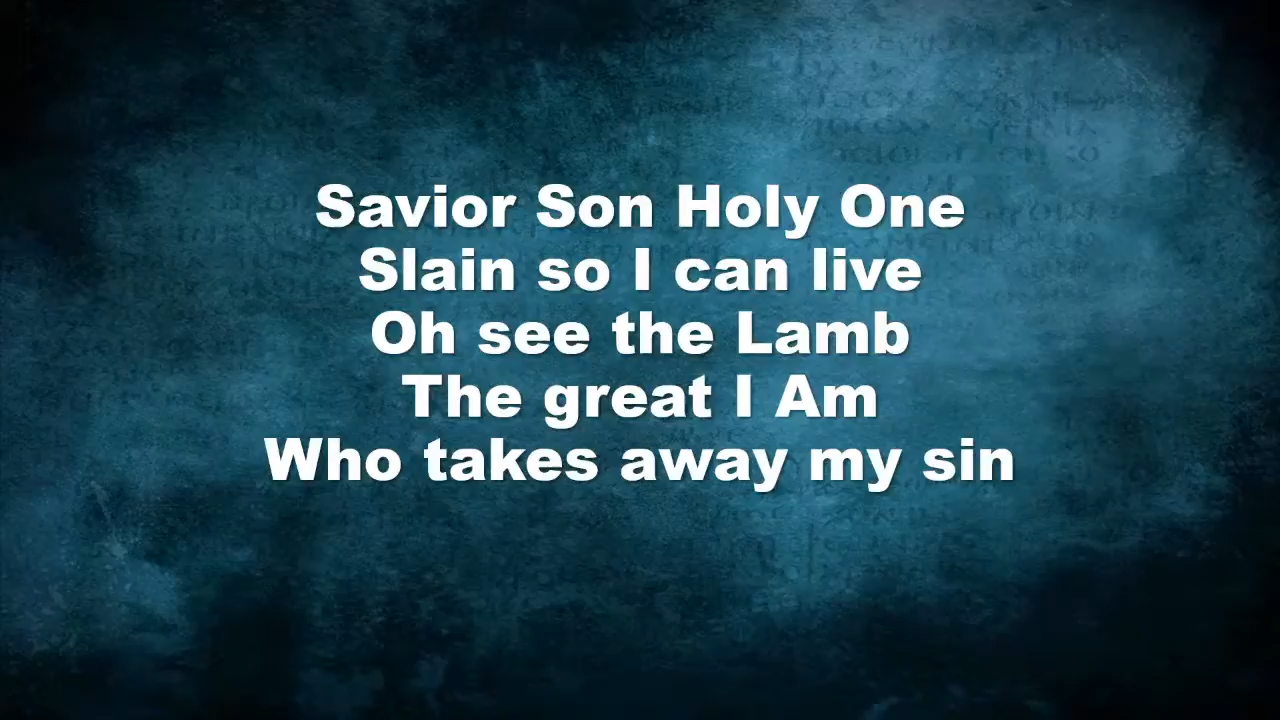 Savior Son Holy One
Slain so I can live
Oh see the Lamb
The great I Am
Who takes away my sin